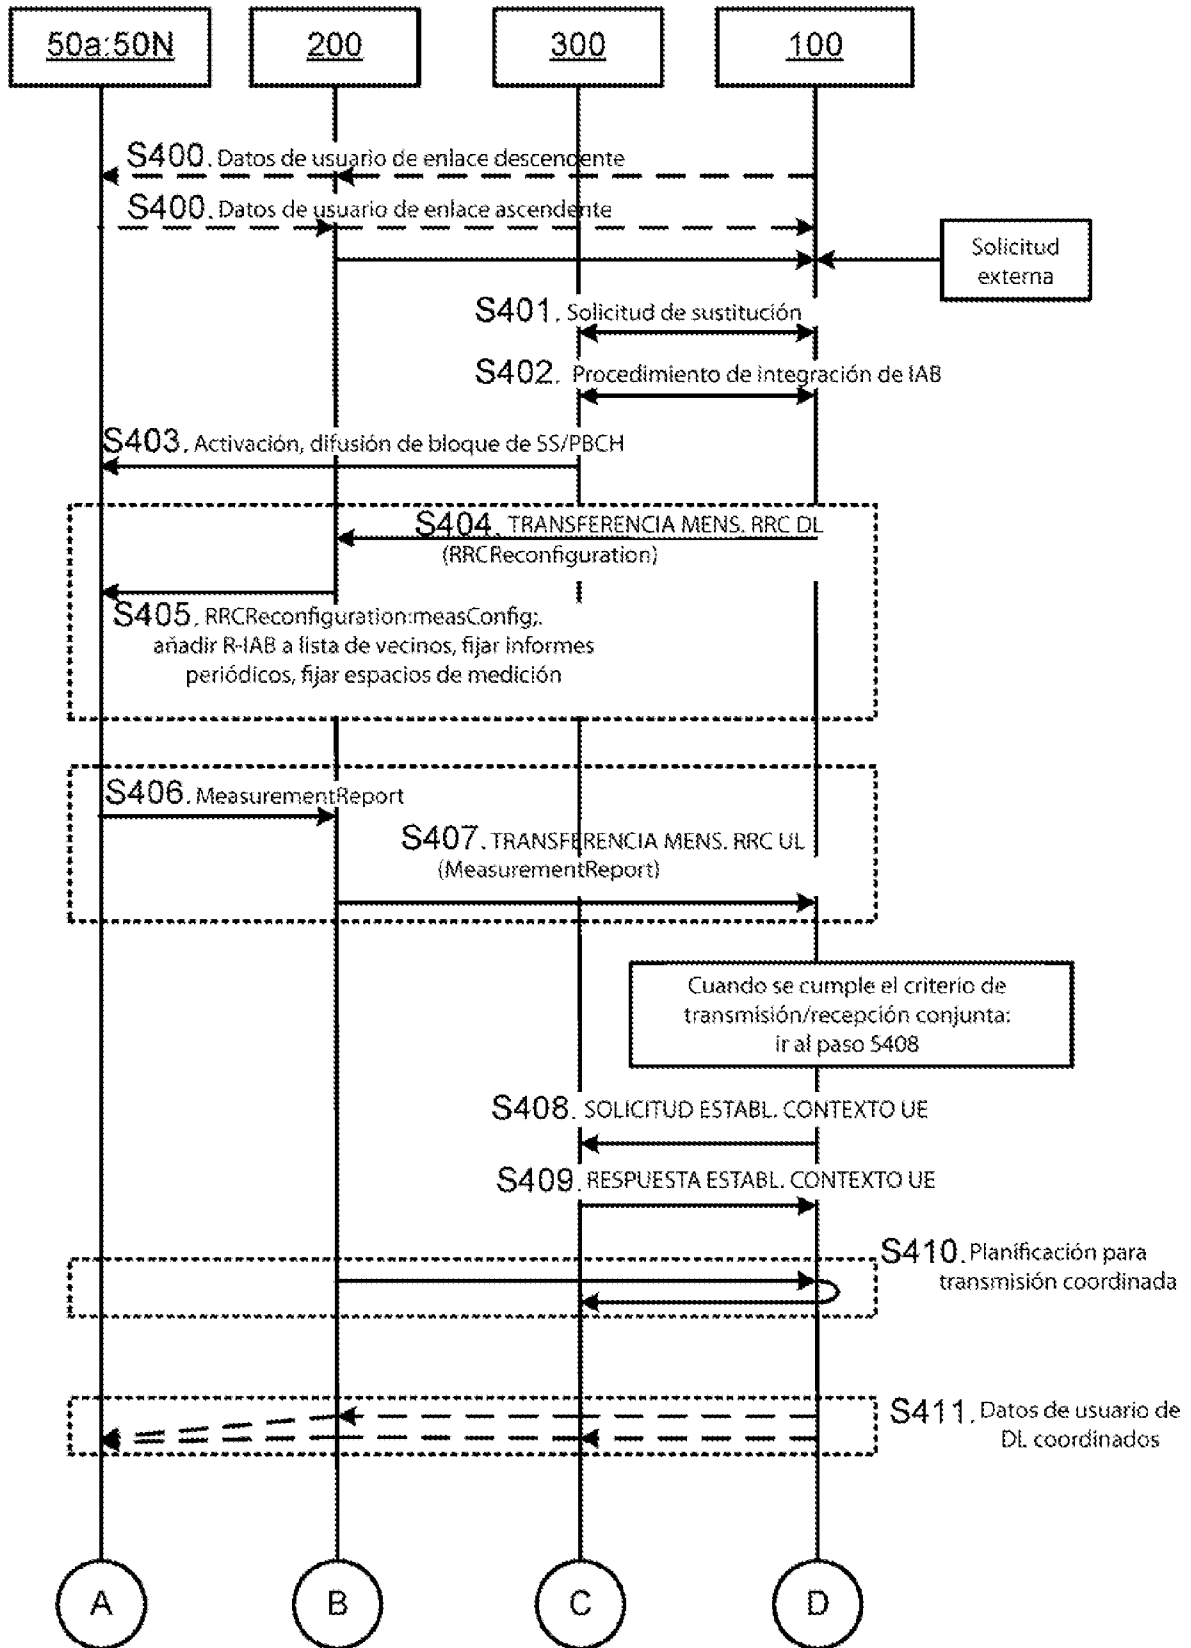 50a:50N
200
300
100
S400. Datos de usuario de enlace descendente
S400. Datos de usuario de enlace ascendente
Solicitud
externa
S401. Solicitud de sustitución
S402. Procedimiento de integración de IAB
S403. Activación, difusión de bloque de SS/PBCH
S404. TRANSFERENCIA MENS. RRC DL
(RRCReconfiguration)
S405. RRCReconfiguration:measConfig;.
añadir R-IAB a lista de vecinos, fijar informes
periódicos, fijar espacios de medición
S406. MeasurementReport
S407. TRANSFERENCIA MENS. RRC UL
(MeasurementReport)
Cuando se cumple el criterio de
transmisión/recepción conjunta:
ir al paso S408
S408. SOLICITUD ESTABL. CONTEXTO UE
S409. RESPUESTA ESTABL. CONTEXTO UE
S410. Planificación para
transmisión coordinada
S411. Datos de usuario de
DL coordinados
A
B
C
D